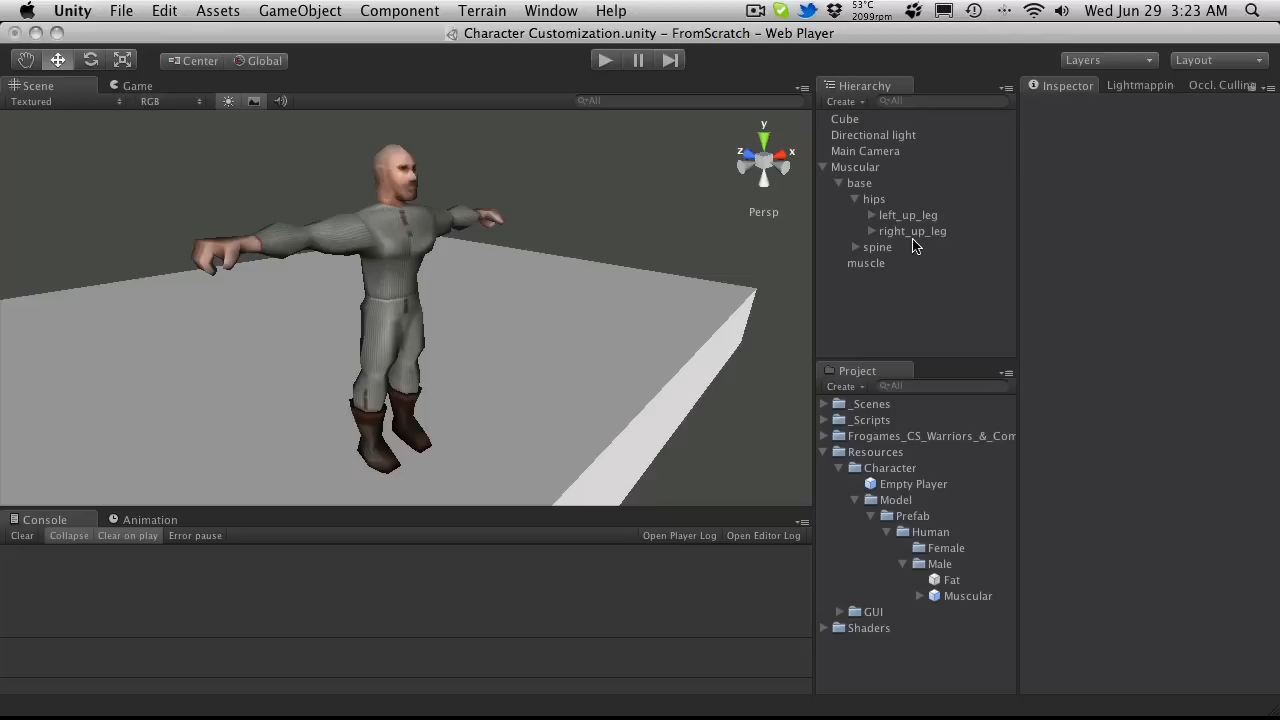 Unity File Edit Assets GameObject Component Terrain Window Help 53°C 2099rpm Wed Jun 29 3:23 AM
Character Customization.unity – FromScratch – Web Player
Center Global Layers Layout
Scene Game
Textured RGB All
y
z x
Persp
Hierarchy
Create All
Cube
Directional light
Main Camera
Muscular
base
hips
left_up_leg
right_up_leg
spine
muscle
Inspector Lightmappin Occl. Culling
Project
Create All
_Scenes
_Scripts
Frogames_CS_Warriors_&_Com
Resources
Character
Empty Player
Model
Prefab
Human
Female
Male
Fat
Muscular
GUI
Shaders
Console Animation
Clear Collapse Clear on play Error pause Open Player Log Open Editor Log